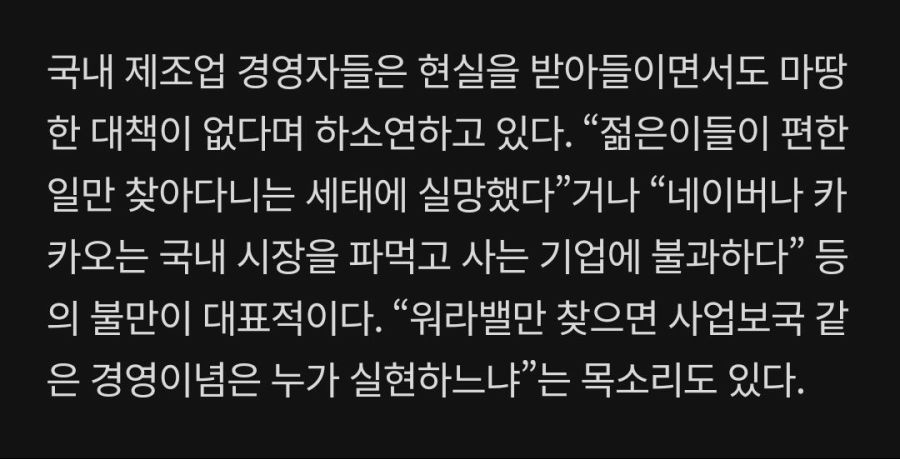 국내 제조업 경영자들은 현실을 받아들이면서도 마땅
한 대책이 없다며 하소연하고 있다. “젊은이들이 편한
일만 찾아다니는 세태에 실망했다”거나 “네이버나 카
카오는 국내 시장을 파먹고 사는 기업에 불과하다” 등
의 불만이 대표적이다. “워라밸만 찾으면 사업보국 같
은 경영이념은 누가 실현하느냐”는 목소리도 있다.